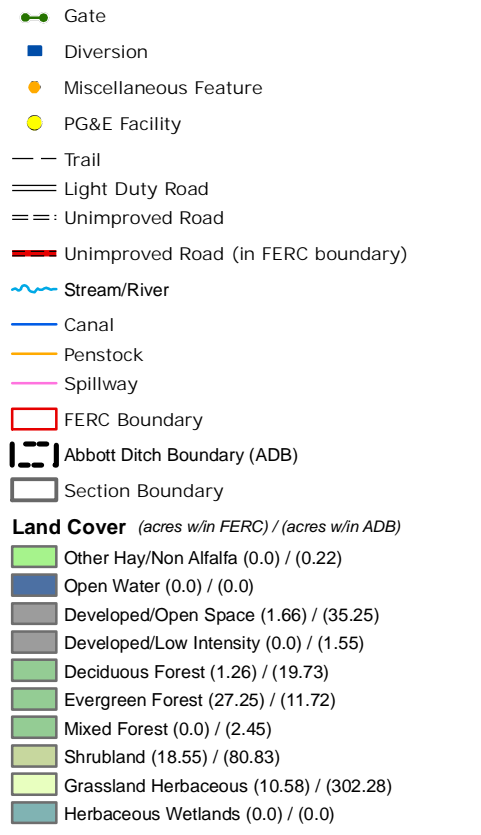 Gate
Diversion
Miscellaneous Feature
PG&E Facility
Trail
Light Duty Road
Unimproved Road
Unimproved Road (in FERC boundary)
Stream/River
Canal
Penstock
Spillway
FERC Boundary
Abbott Ditch Boundary (ADB)
Section Boundary
Land Cover (acres w/in FERC) / (acres w/in ADB)
Other Hay/Non Alfalfa (0.0) / (0.22)
Open Water (0.0) / (0.0)
Developed/Open Space (1.66) / (35.25)
Developed/Low Intensity (0.0) / (1.55)
Deciduous Forest (1.26) / (19.73)
Evergreen Forest (27.25) / (11.72)
Mixed Forest (0.0) / (2.45)
Shrubland (18.55) / (80.83)
Grassland Herbaceous (10.58) / (302.28)
Herbaceous Wetlands (0.0) / (0.0)